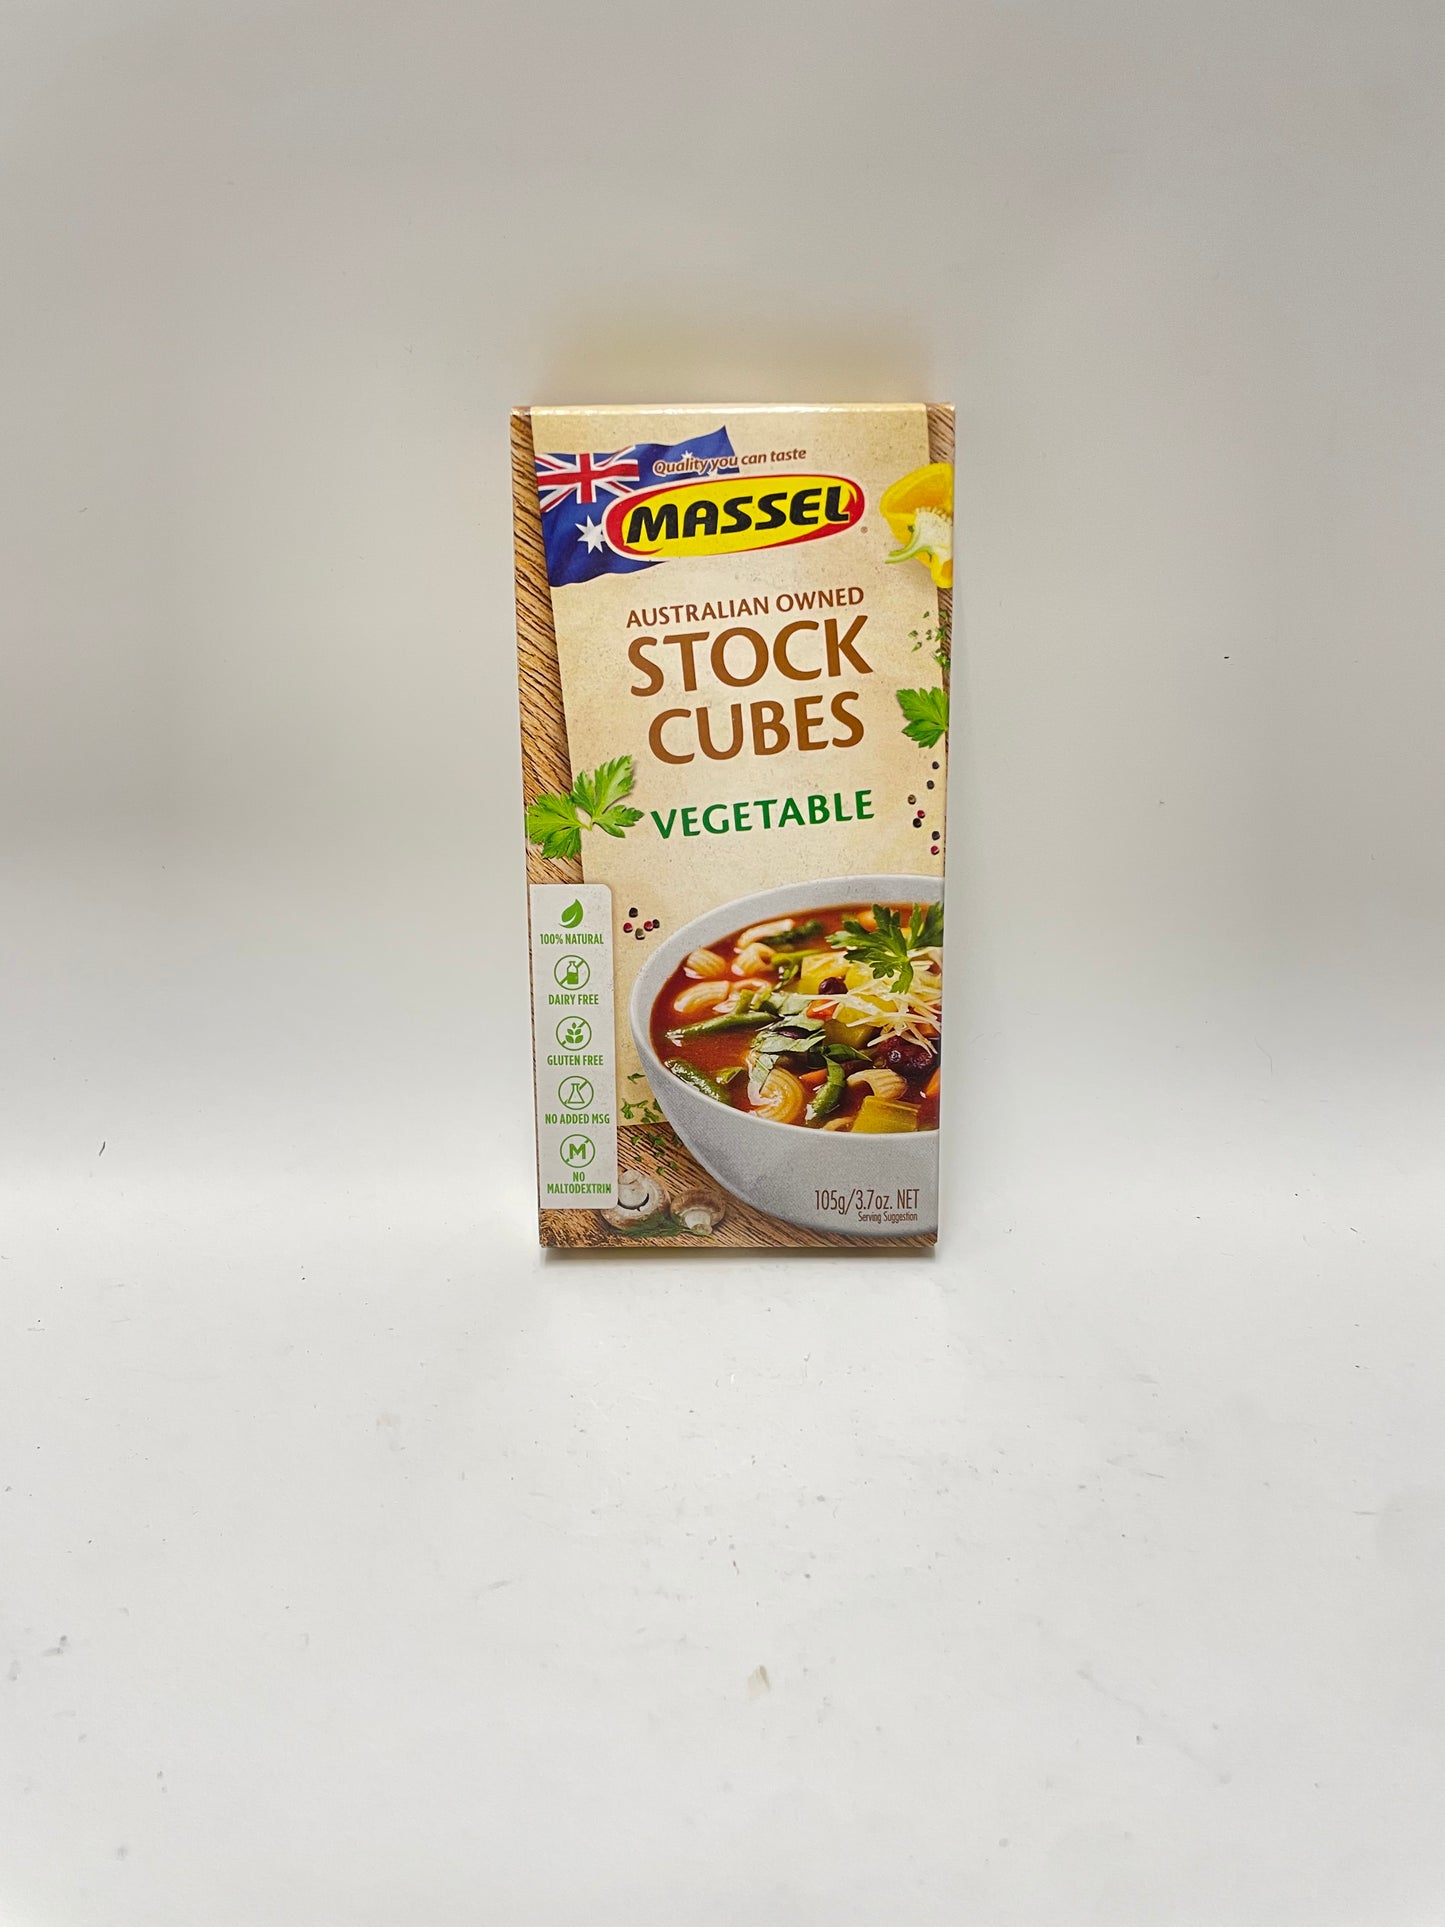 Quality you can taste
MASSEL®
AUSTRALIAN OWNED
STOCK
CUBES
VEGETABLE
100% NATURAL
DAIRY FREE
GLUTEN FREE
NO ADDED MSG
M
NO
MALTODEXTRIN
105g/3.7oz. NET
Serving Suggestion